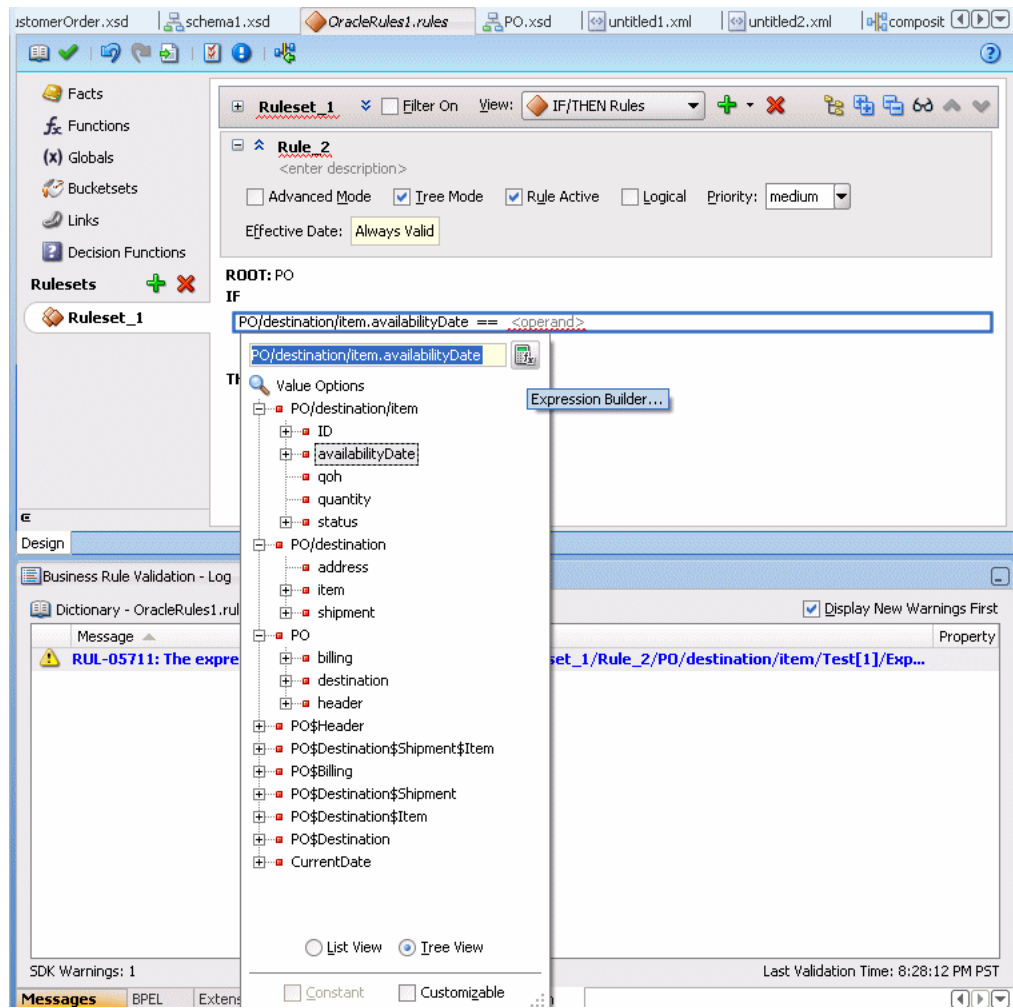 ustomerOrder.xsd schema1.xsd OracleRules1.rules PO.xsd untitled1.xml untitled2.xml composit
Facts
Functions
Globals
Bucketsets
Links
Decision Functions
Rulesets
Ruleset_1
Ruleset_1 Filter On View: IF/THEN Rules
Rule_2
<enter description>
Advanced Mode Tree Mode Rule Active Logical Priority: medium
Effective Date: Always Valid
ROOT: PO
IF
PO/destination/item.availabilityDate == <operand>
PO/destination/item.availabilityDate
TH
Value Options
Expression Builder...
PO/destination/item
ID
availabilityDate
qoh
quantity
status
PO/destination
address
item
shipment
PO
billing
destination
header
PO$Header
PO$Destination$Shipment$Item
PO$Billing
PO$Destination$Shipment
PO$Destination$Item
PO$Destination
CurrentDate
List View Tree View
Constant Customizable
Design
Business Rule Validation - Log
Dictionary - OracleRules1.rul Display New Warnings First
Message Property
RUL-05711: The expre set_1/Rule_2/PO/destination/item/Test[1]/Exp...
SDK Warnings: 1 Last Validation Time: 8:28:12 PM PST
Messages BPEL Extens